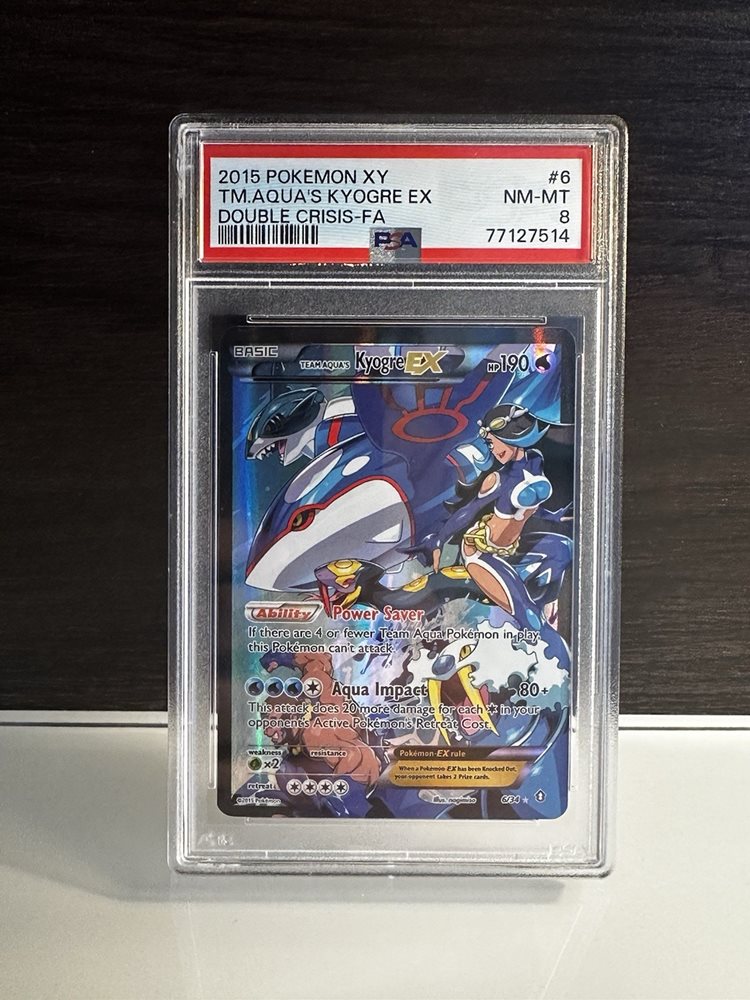 2015 POKEMON XY #6
TM.AQUA'S KYOGRE EX NM-MT
DOUBLE CRISIS-FA 8
PSA 77127514
BASIC
TEAM AQUA'S Kyogre EX HP190
Ability Power Saver
If there are 4 or fewer Team Aqua Pokémon in play,
this Pokémon can't attack.
Aqua Impact 80+
This attack does 20 more damage for each in your
opponent's Active Pokémon's Retreat Cost.
weakness resistance
×2
Pokémon-EX rule
When a Pokémon-EX has been Knocked Out,
your opponent takes 2 Prize cards.
retreat
©2015 Pokémon Illus. nagimiso 6/34